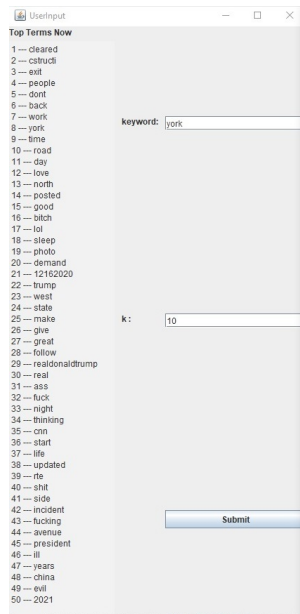 UserInput
Top Terms Now
1 --- cleared
2 --- cstructi
3 --- exit
4 --- people
5 --- dont
6 --- back
7 --- work
8 --- york
9 --- time
10 --- road
11 --- day
12 --- love
13 --- north
14 --- posted
15 --- good
16 --- bitch
17 --- lol
18 --- sleep
19 --- photo
20 --- demand
21 --- 12162020
22 --- trump
23 --- west
24 --- state
25 --- make
26 --- give
27 --- great
28 --- follow
29 --- realdonaldtrump
30 --- real
31 --- ass
32 --- fuck
33 --- night
34 --- thinking
35 --- cnn
36 --- start
37 --- life
38 --- updated
39 --- rte
40 --- shit
41 --- side
42 --- incident
43 --- fucking
44 --- avenue
45 --- president
46 --- ill
47 --- years
48 --- china
49 --- evil
50 --- 2021
keyword: york
k : 10
Submit